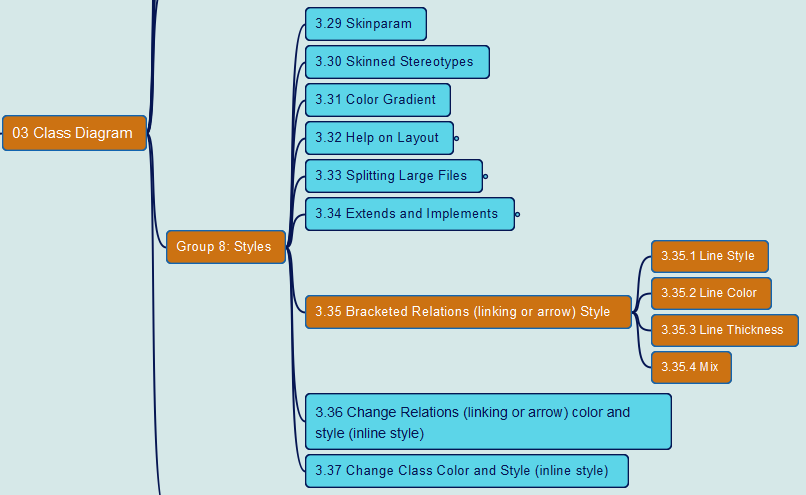 3.29 Skinparam
3.30 Skinned Stereotypes
3.31 Color Gradient
03 Class Diagram
3.32 Help on Layout
3.33 Splitting Large Files
3.34 Extends and Implements
Group 8: Styles
3.35.1 Line Style
3.35.2 Line Color
3.35 Bracketed Relations (linking or arrow) Style
3.35.3 Line Thickness
3.35.4 Mix
3.36 Change Relations (linking or arrow) color and
style (inline style)
3.37 Change Class Color and Style (inline style)